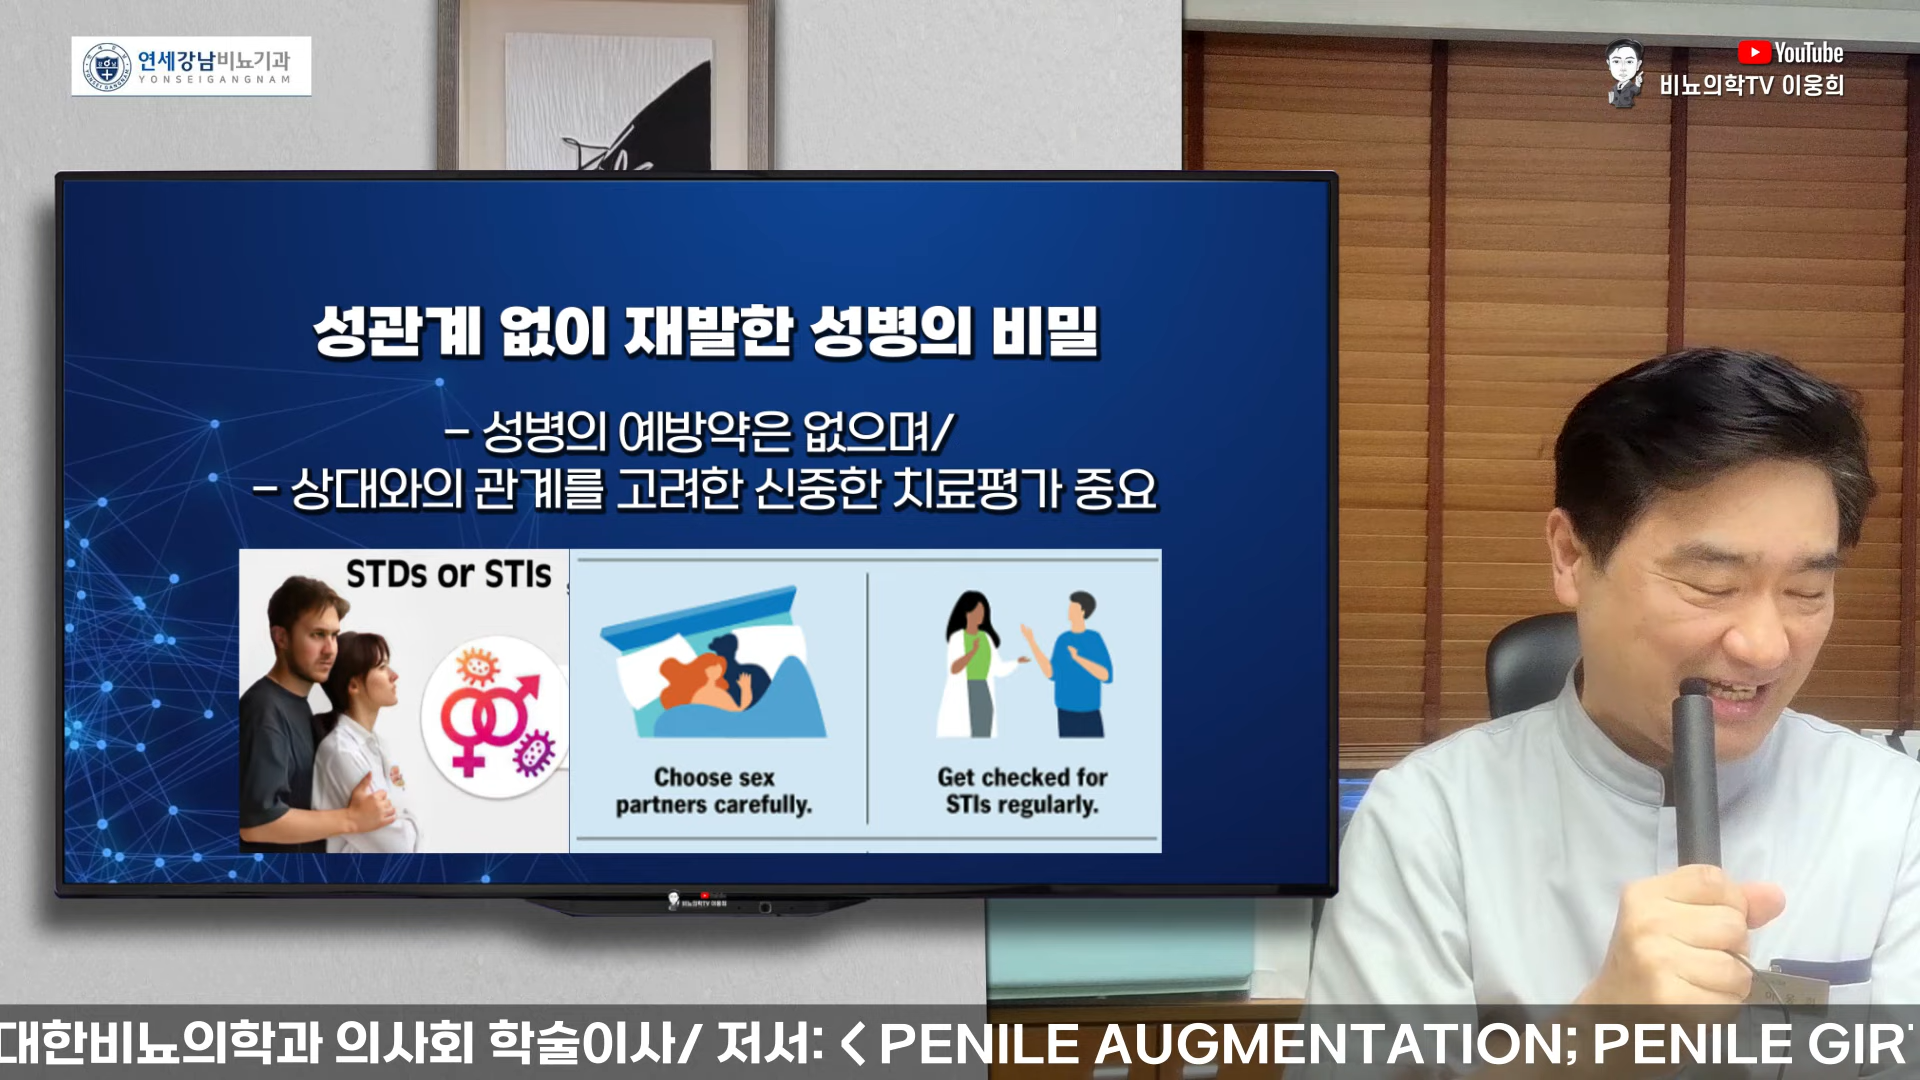 연세강남비뇨기과
YONSEIGANGNAM
YouTube
비뇨의학TV 이웅희
성관계 없이 재발한 성병의 비밀
- 성병의 예방약은 없으며/
- 상대와의 관계를 고려한 신중한 치료평가 중요
STDs or STIs
Choose sex
partners carefully.
Get checked for
STIs regularly.
대한비뇨의학과 의사회 학술이사/ 저서: < PENILE AUGMENTATION; PENILE